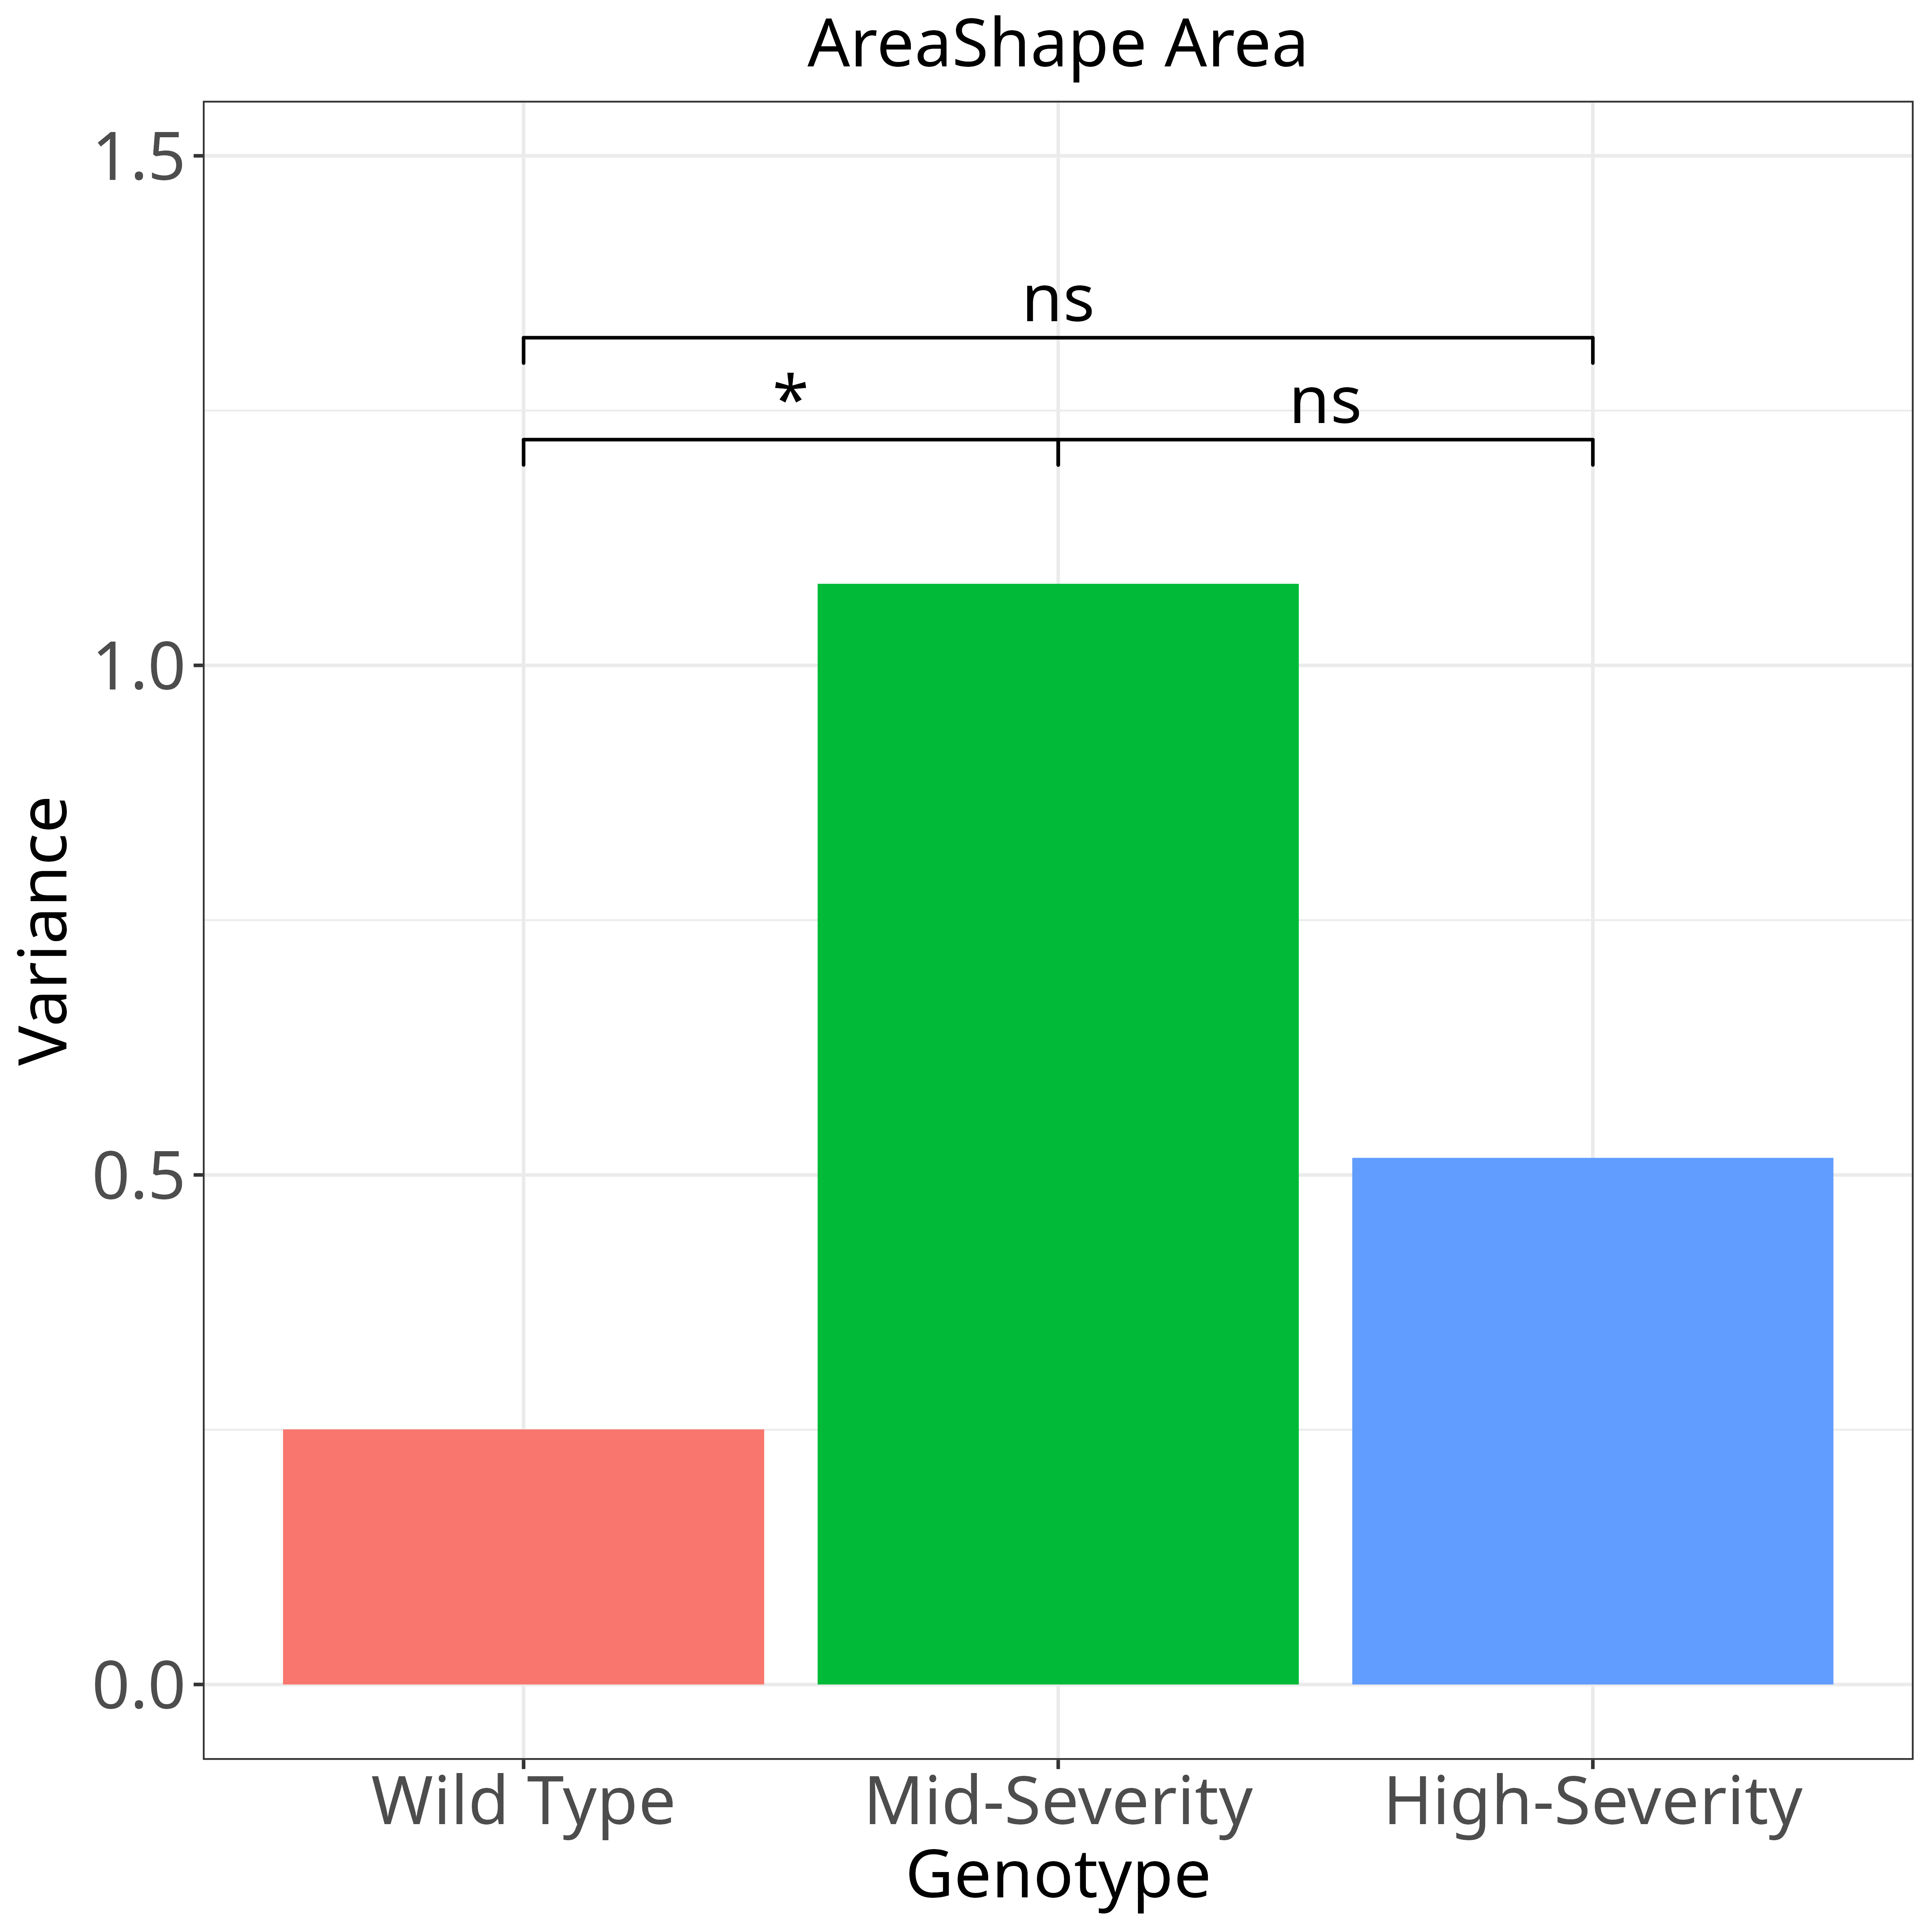 AreaShape Area
1.5
ns
* ns
1.0
Variance
0.5
0.0
Wild Type Mid-Severity High-Severity
Genotype